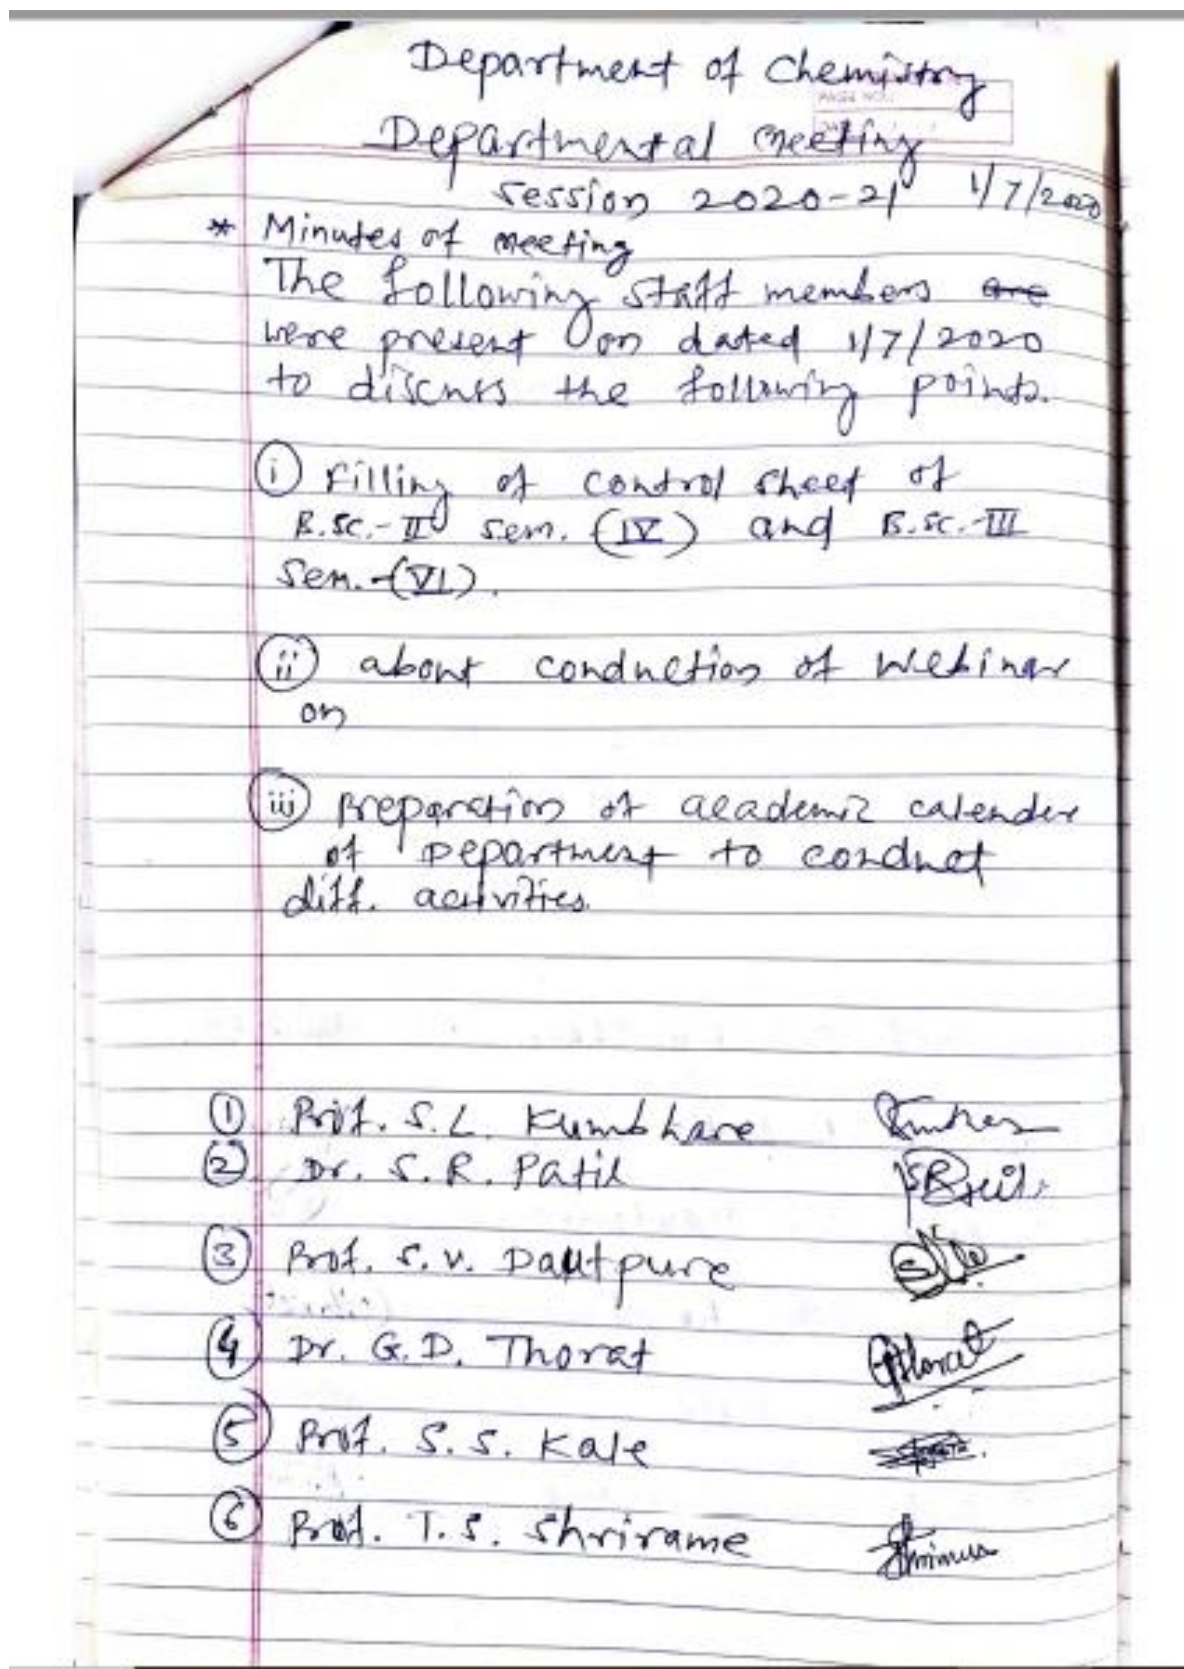 Department of Chemistry
PAGE NO.
Departmental meeting
session 2020-21 1/7/2020
* Minutes of meeting
The following staff members are
were present on dated 1/7/2020
to discuss the following points.
(i) Filling of control sheet of
B.SC.-II sem. (IV) and B.SC.-III
Sem.-(VI).
(ii) about conduction of Webinar
on
(iii) Preparation of academic calender
of Department to conduct
diff. activities.
(1) Prof. S.L. Kumbhare
(2) Dr. S.R. Patil
(3) Prof. S.V. Dautpure
(4) Dr. G.D. Thorat
(5) Prof. S.S. Kale
(6) Prof. T.S. Shrirame